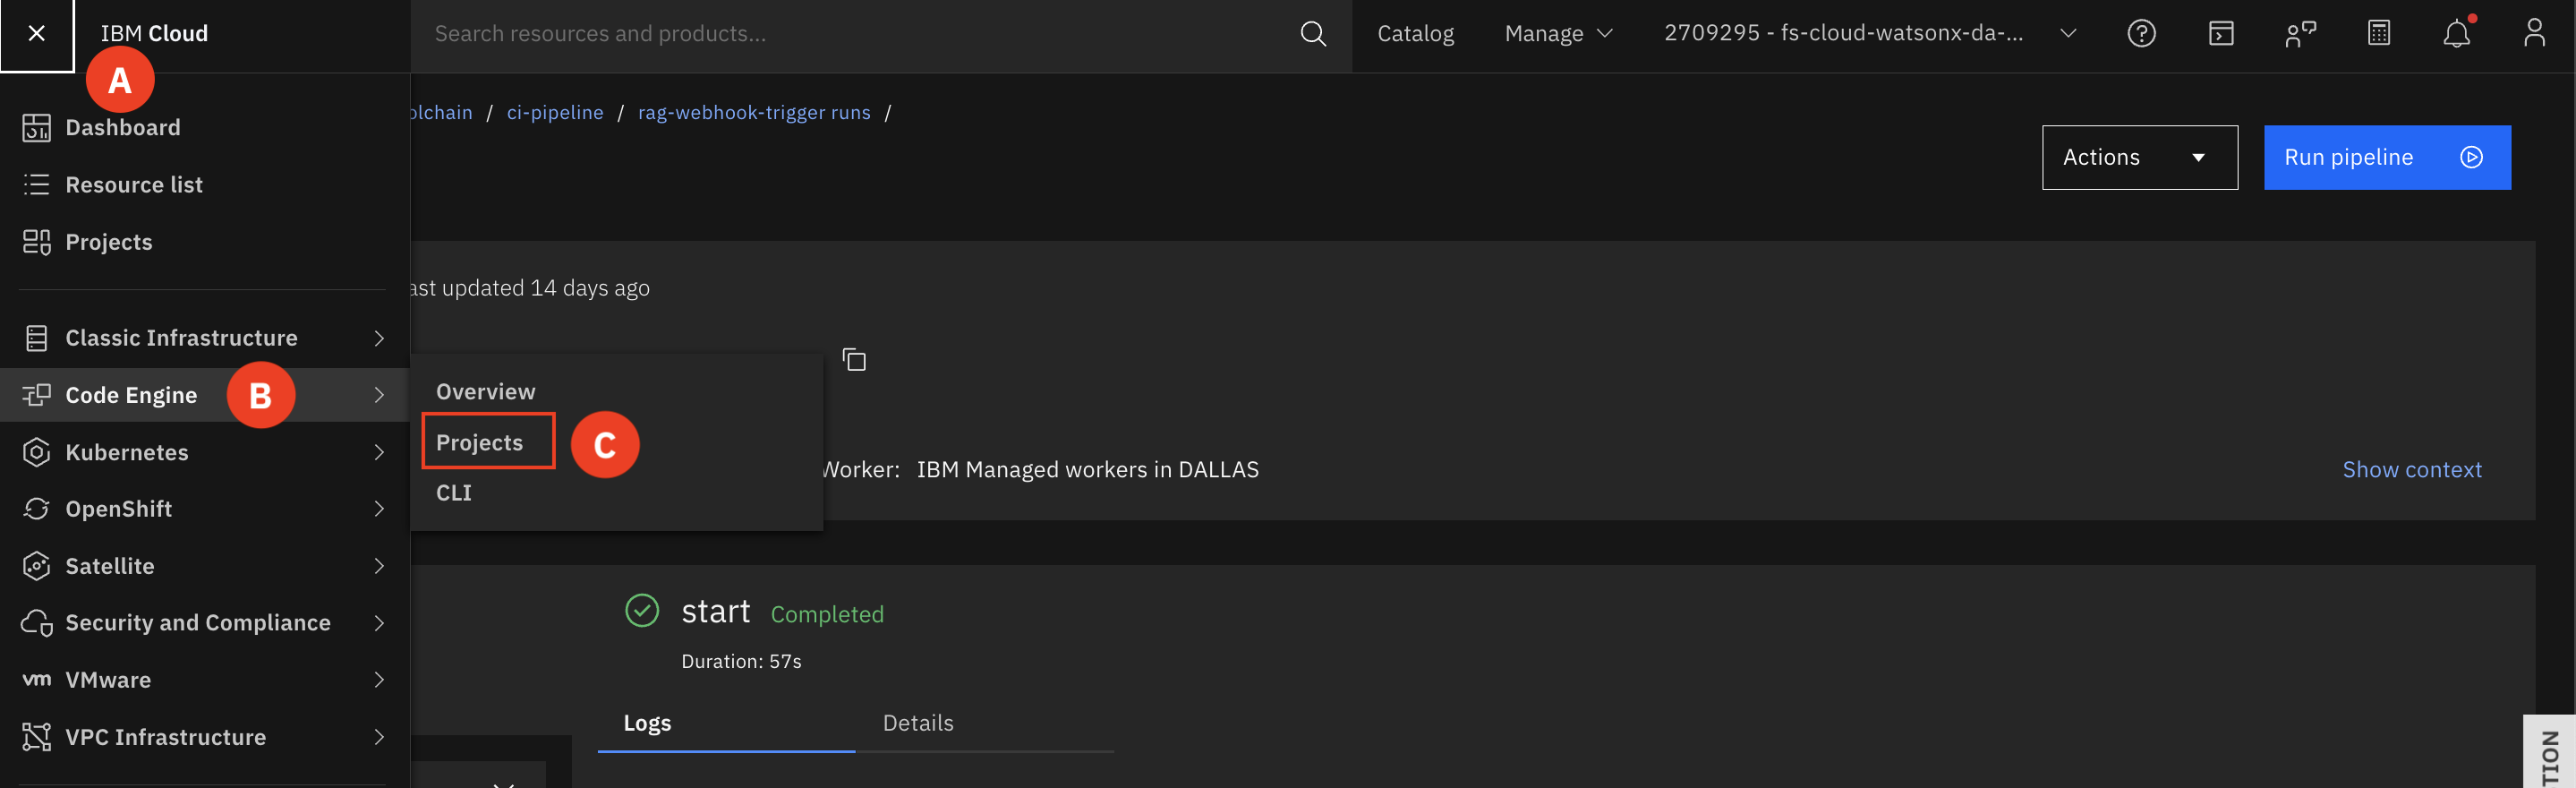 IBM Cloud
Search resources and products...
Catalog
Manage
2709295 - fs-cloud-watsonx-da-...
A
Dashboard
Resource list
Projects
Classic Infrastructure
Code Engine
B
Kubernetes
OpenShift
Satellite
Security and Compliance
vm VMware
VPC Infrastructure
Overview
Projects
C
CLI
olchain / ci-pipeline / rag-webhook-trigger runs /
Actions
Run pipeline
ast updated 14 days ago
Worker: IBM Managed workers in DALLAS
Show context
start Completed
Duration: 57s
Logs
Details
TION